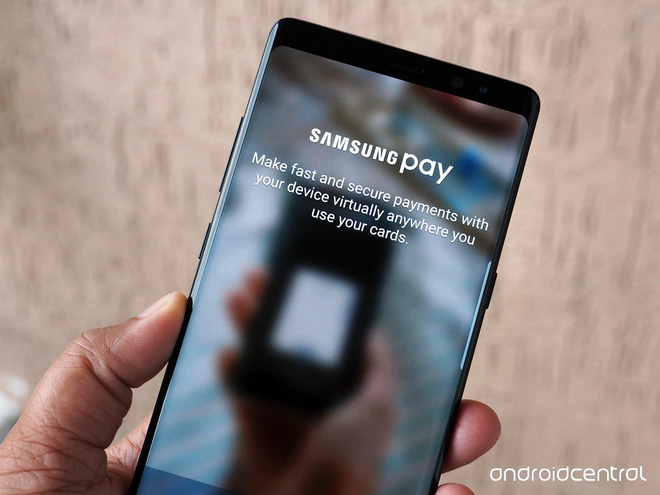 SAMSUNG pay
Make fast and secure payments with
your device virtually anywhere you
use your cards.
androidcentral